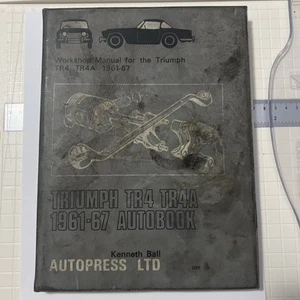 Workshop Manual for the Triumph
TR4, TR4A 1961-67
TRIUMPH TR4 TR4A
1961-67 AUTOBOOK
Kenneth Ball
AUTOPRESS LTD